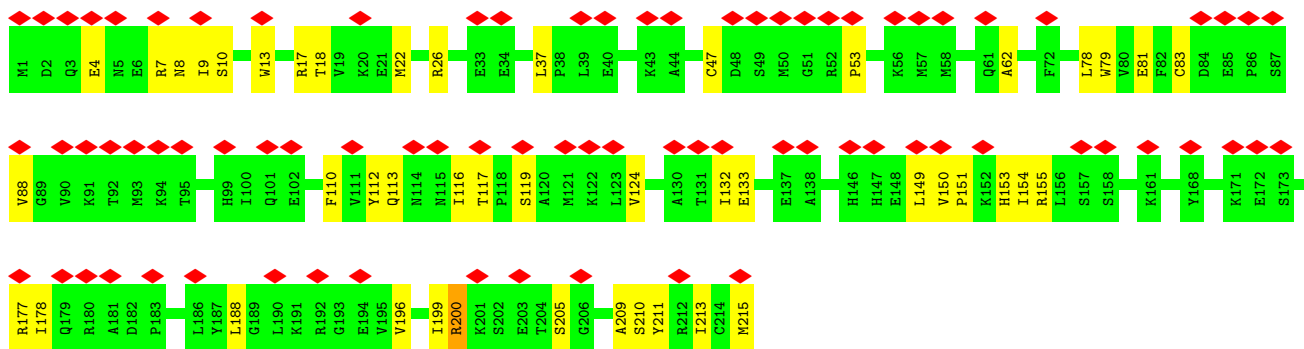 M1 D2 Q3 E4 N5 E6 R7 N8 I9 S10 W13 R17 T18 V19 K20 E21 M22 R26 E33 E34 L37 P38 L39 E40 K43 A44 C47 D48 S49 M50 G51 R52 P53 K56 M57 M58 Q61 A62 F72 L78 W79 V80 E81 F82 C83 D84 E85 P86 S87
V88 G89 V90 K91 T92 M93 K94 T95 H99 I100 Q101 E102 F110 V111 Y112 Q113 N114 N115 I116 T117 P118 S119 A120 M121 K122 L123 V124 A130 T131 I132 E133 E137 A138 H146 H147 E148 L149 V150 P151 K152 H153 I154 R155 L156 S157 S158 K161 Y168 K171 E172 S173
R177 I178 Q179 R180 A181 D182 P183 L186 Y187 L188 G189 L190 K191 R192 G193 E194 V195 V196 I199 R200 K201 S202 E203 T204 S205 G206 A209 S210 Y211 R212 I213 C214 M215